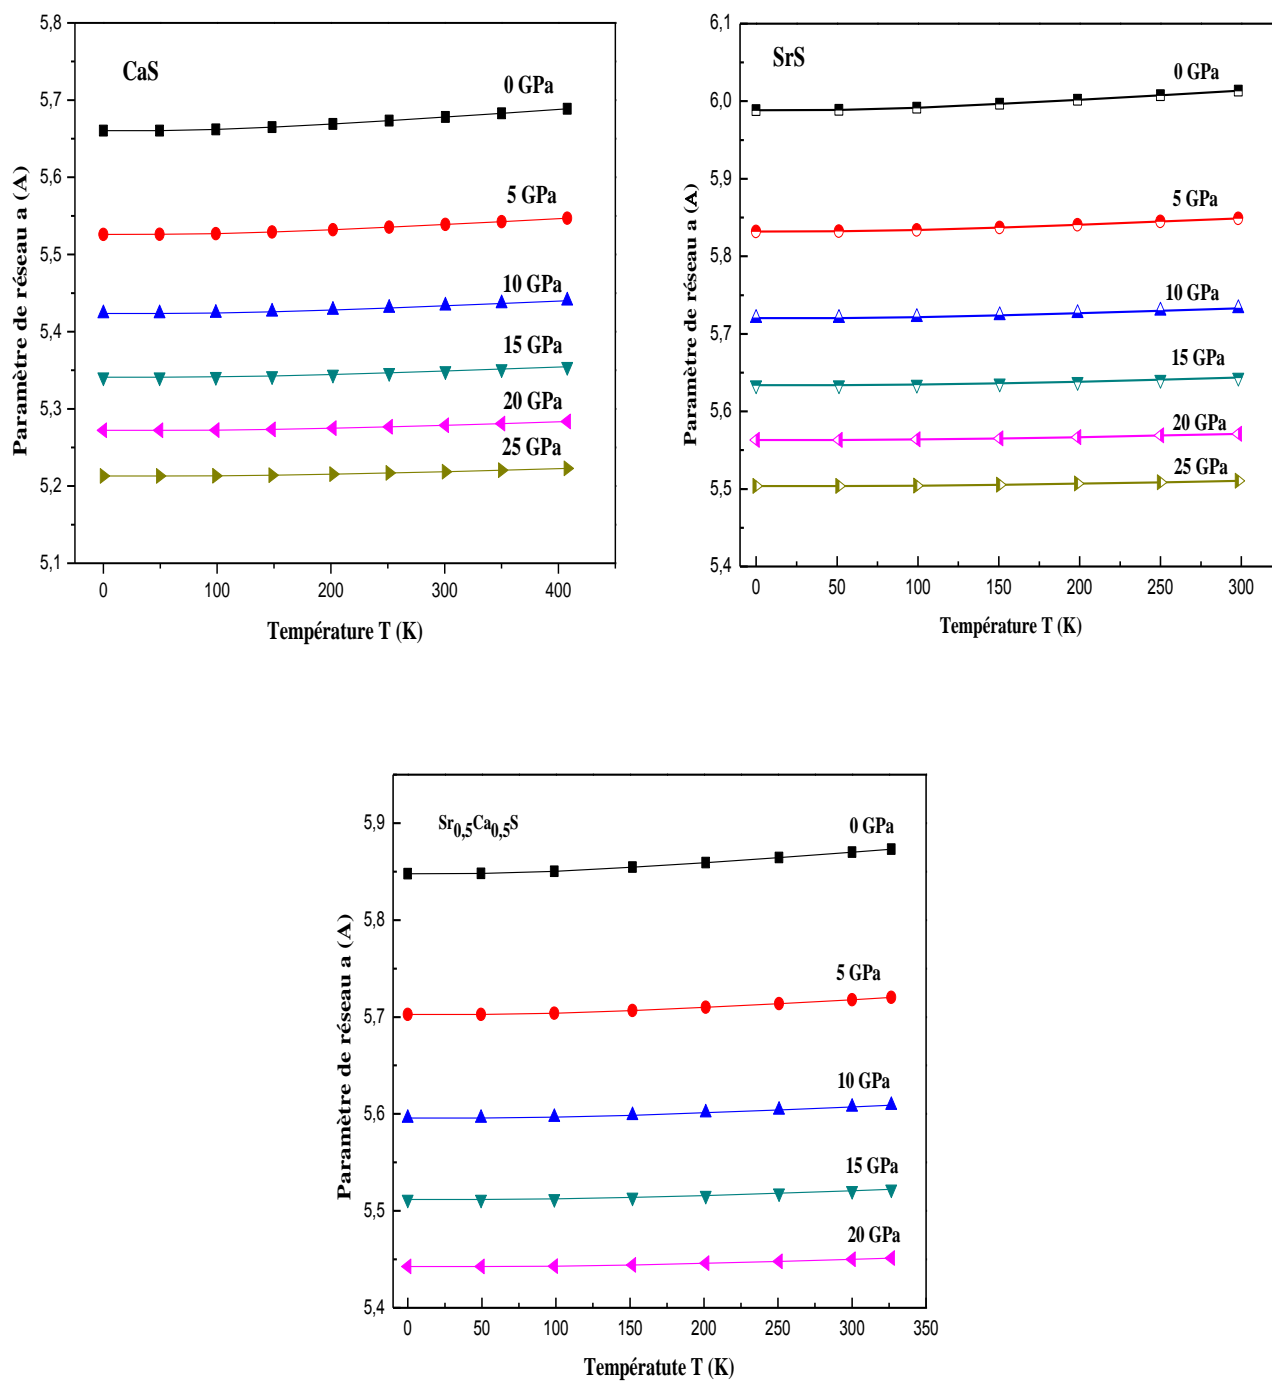 CaS
5,8
5,7
5,6
5,5
5,4
5,3
5,2
5,1
Paramètre de réseau a (A)
0 GPa
5 GPa
10 GPa
15 GPa
20 GPa
25 GPa
0
100
200
300
400
Température T (K)
SrS
6,1
6,0
5,9
5,8
5,7
5,6
5,5
5,4
Paramètre de réseau a (A)
0 GPa
5 GPa
10 GPa
15 GPa
20 GPa
25 GPa
0
50
100
150
200
250
300
Température T (K)
Sr0,5Ca0,5S
5,9
5,8
5,7
5,6
5,5
5,4
Paramètre de réseau a (A)
0 GPa
5 GPa
10 GPa
15 GPa
20 GPa
0
50
100
150
200
250
300
350
Températute T (K)